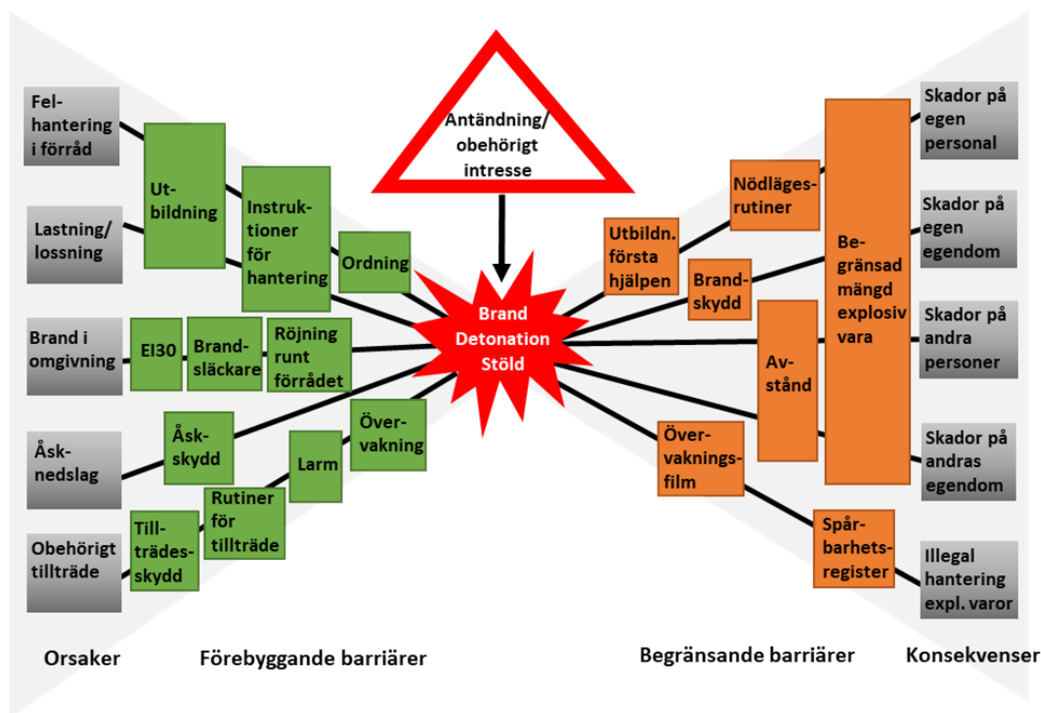 Fel-
hantering
i förråd
Lastning/
lossning
Brand i
omgivning
Åsk-
nedslag
Obehörigt
tillträde
Ut-
bildning
Instruk-
tioner
för
hantering
Ordning
EI30
Brand-
släckare
Röjning
runt
förrådet
Åsk-
skydd
Till-
trädes-
skydd
Rutiner
för
tillträde
Larm
Över-
vakning
Antändning/
obehörigt
intresse
Brand
Detonation
Stöld
Utbildn.
första
hjälpen
Nödläges-
rutiner
Brand-
skydd
Be-
gränsad
mängd
explosiv
vara
Av-
stånd
Över-
vaknings-
film
Spår-
barhets-
register
Skador på
egen
personal
Skador på
egen
egendom
Skador på
andra
personer
Skador på
andras
egendom
Illegal
hantering
expl. varor
Orsaker
Förebyggande barriärer
Begränsande barriärer
Konsekvenser